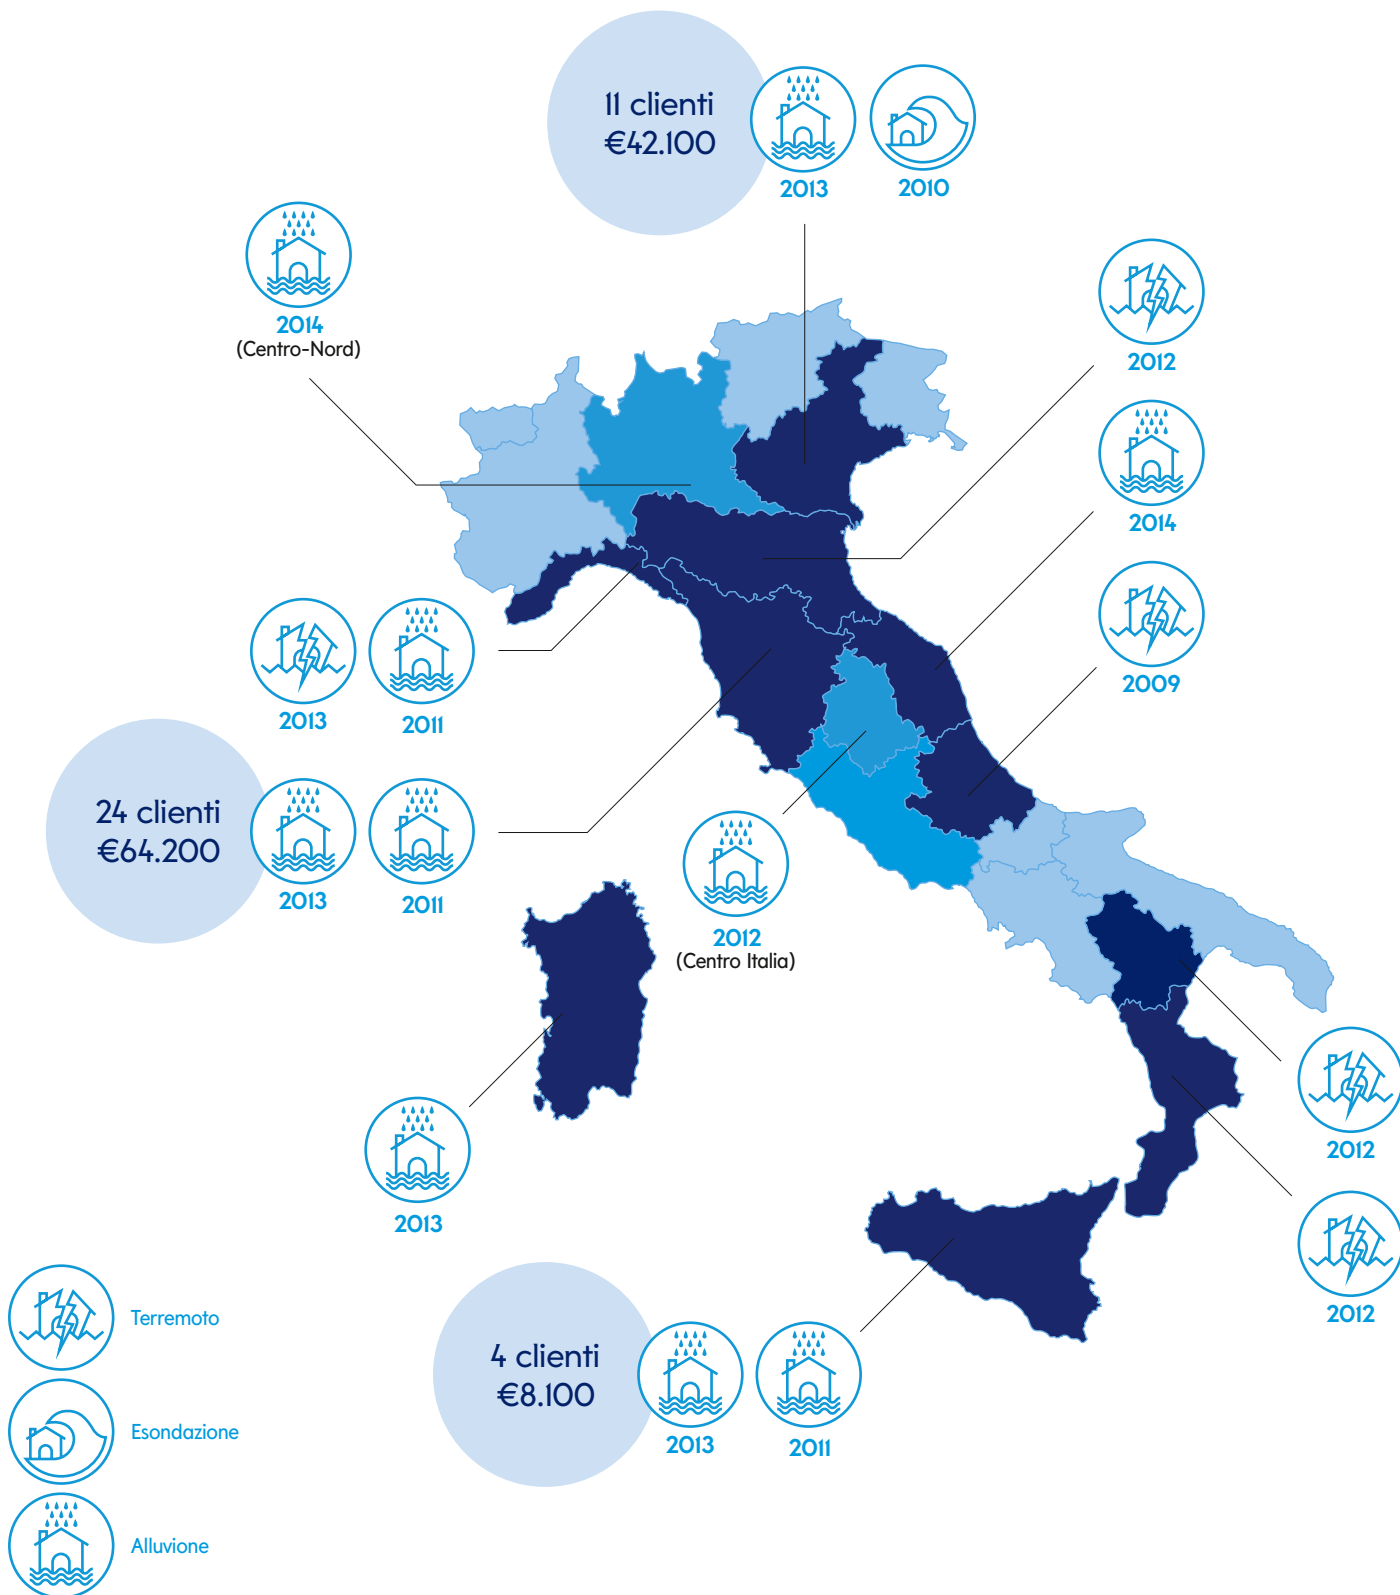 11 clienti
€42.100
2013
2010
2014
(Centro-Nord)
2012
2014
2009
2013
2011
24 clienti
€64.200
2013
2011
2012
(Centro Italia)
2013
2012
2012
4 clienti
€8.100
2013
2011
Terremoto
Esondazione
Alluvione